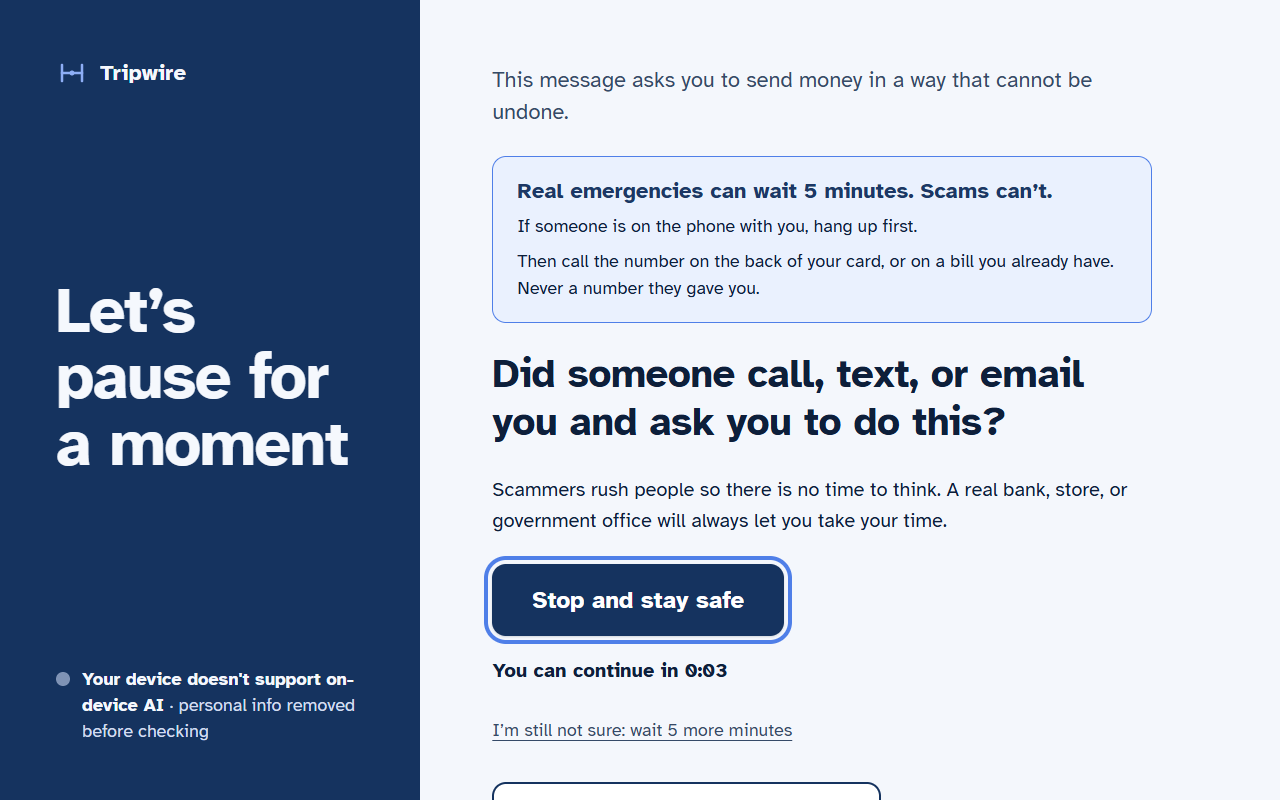 Tripwire
Let’s
pause for
a moment
Your device doesn't support on-
device AI · personal info removed
before checking
This message asks you to send money in a way that cannot be
undone.
Real emergencies can wait 5 minutes. Scams can’t.
If someone is on the phone with you, hang up first.
Then call the number on the back of your card, or on a bill you already have.
Never a number they gave you.
Did someone call, text, or email
you and ask you to do this?
Scammers rush people so there is no time to think. A real bank, store, or
government office will always let you take your time.
Stop and stay safe
You can continue in 0:03
I’m still not sure: wait 5 more minutes